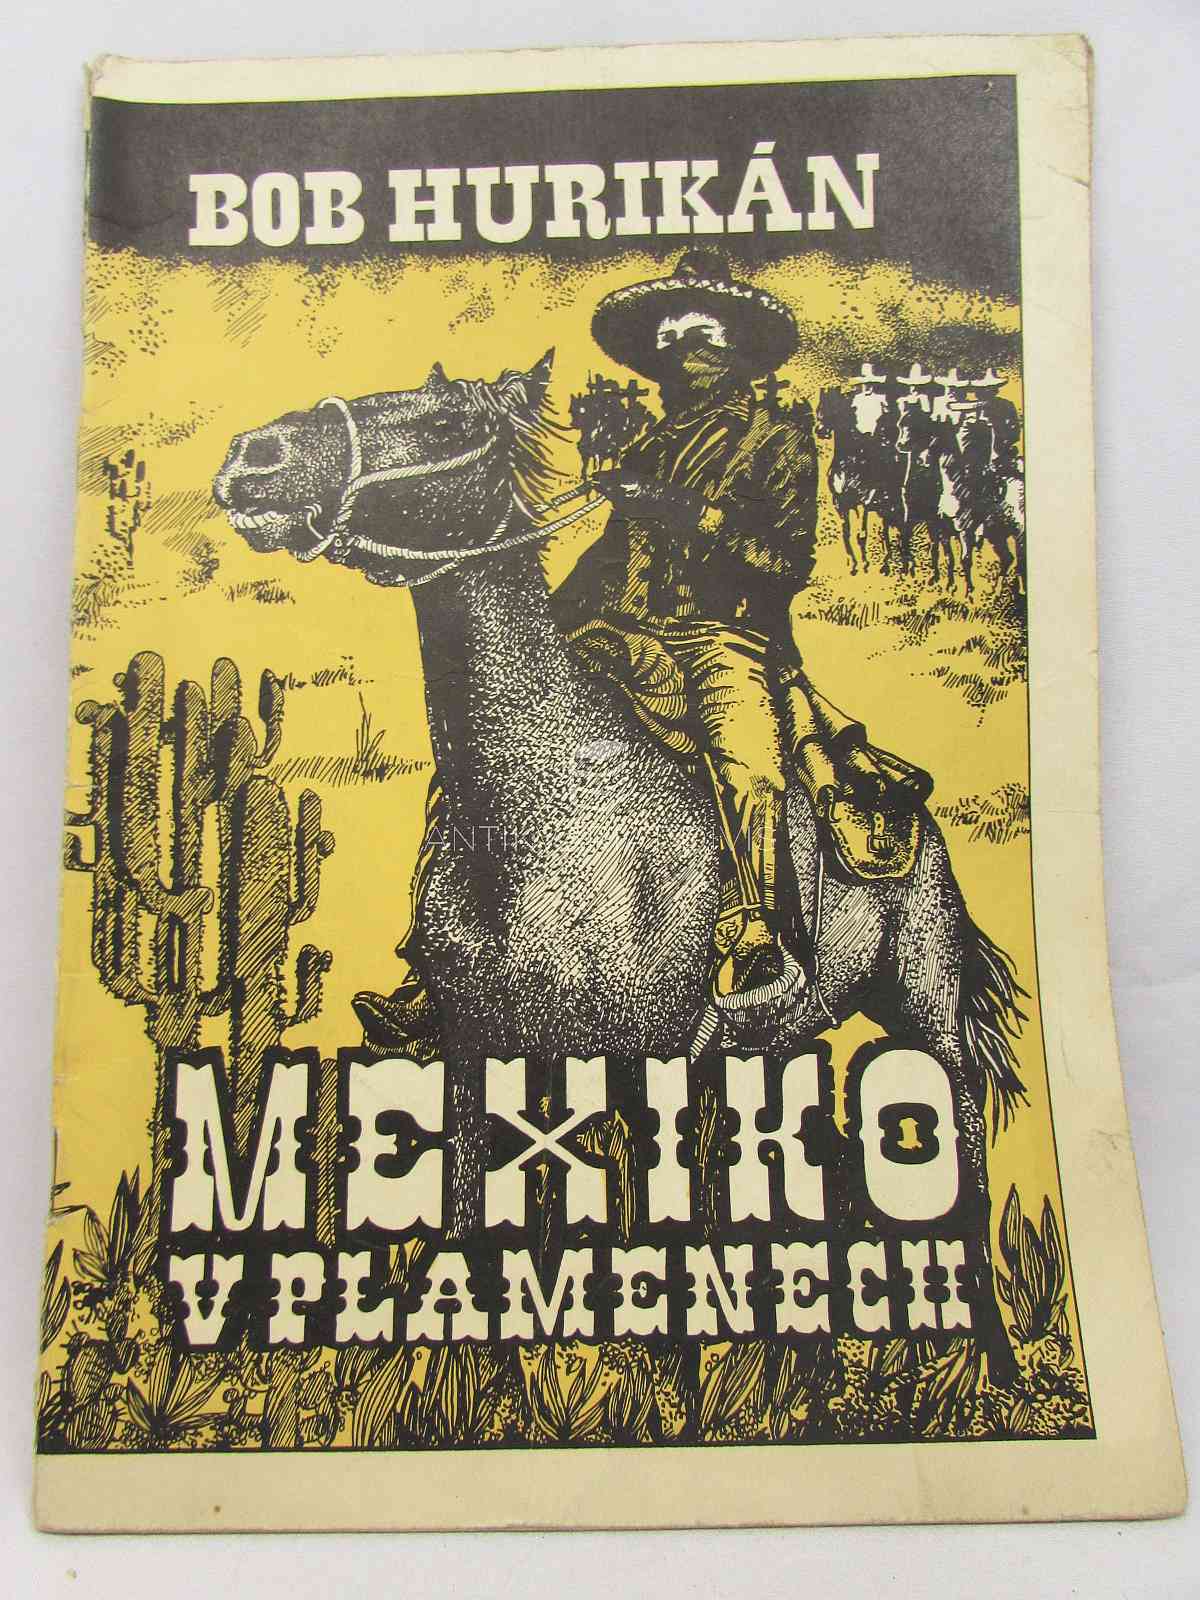 BOB HURIKÁN
MEXIKO
V PLAMENECH